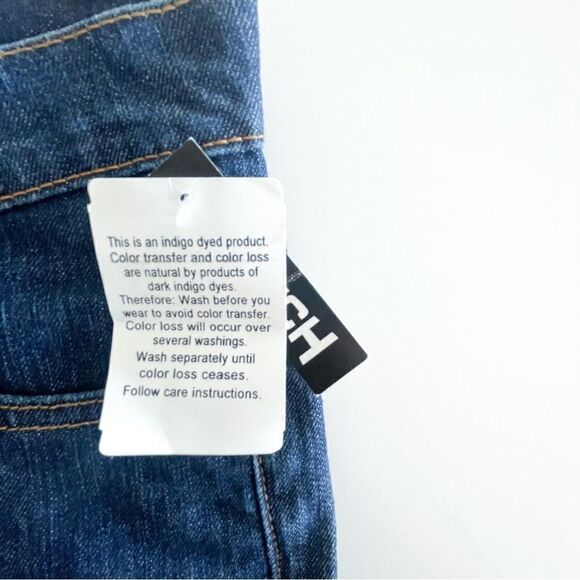 This is an indigo dyed product.
Color transfer and color loss
are natural by products of
dark indigo dyes.
Therefore: Wash before you
wear to avoid color transfer.
Color loss will occur over
several washings.
Wash separately until
color loss ceases.
Follow care instructions.
CH